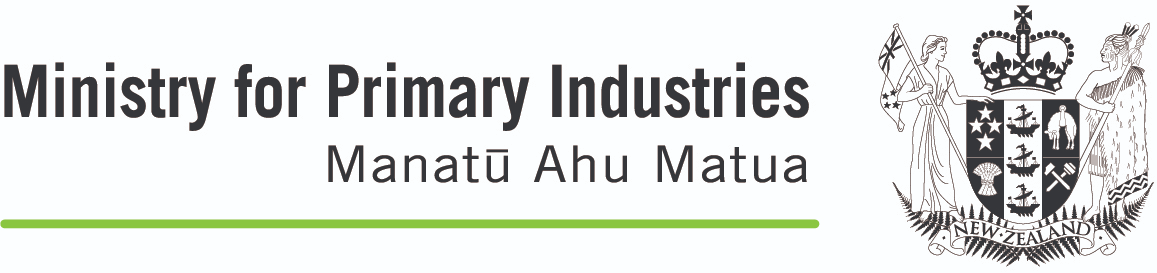 Ministry for Primary Industries
Manatū Ahu Matua
NEW·ZEALAND